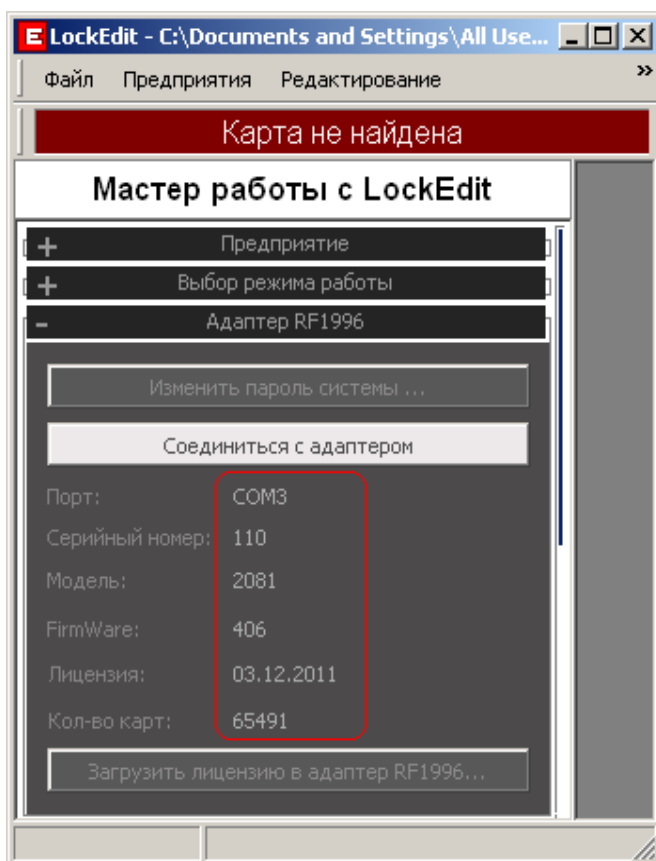 E LockEdit - C:\Documents and Settings\All Use...
Файл Предприятия Редактирование »
Карта не найдена
Мастер работы с LockEdit
+ Предприятие
+ Выбор режима работы
- Адаптер RF1996
Изменить пароль системы ...
Соединиться с адаптером
Порт: COM3
Серийный номер: 110
Модель: 2081
FirmWare: 406
Лицензия: 03.12.2011
Кол-во карт: 65491
Загрузить лицензию в адаптер RF1996...